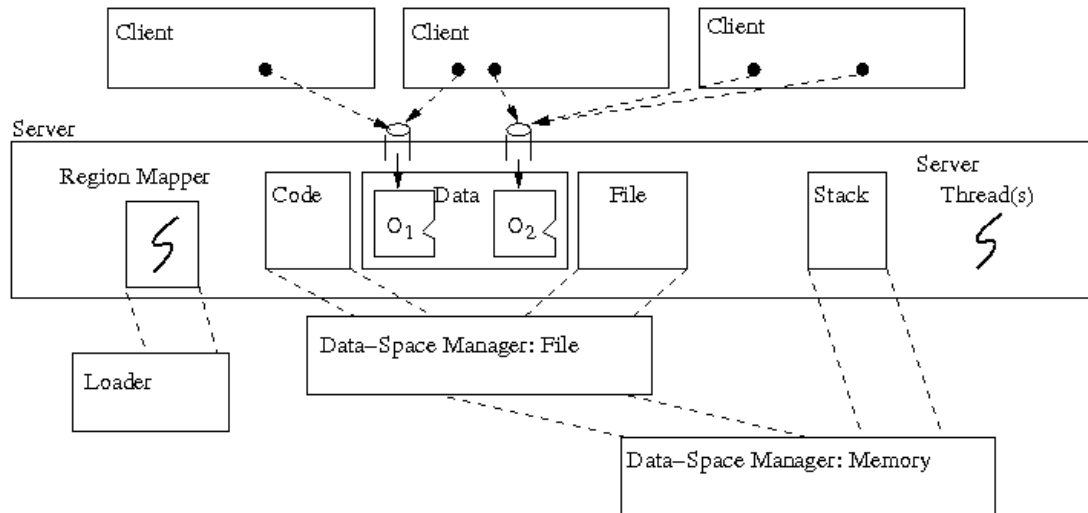 Client
Client
Client
Server
Region Mapper
Code
Data
File
Stack
Server
Thread(s)
O1
O2
Data-Space Manager: File
Loader
Data-Space Manager: Memory